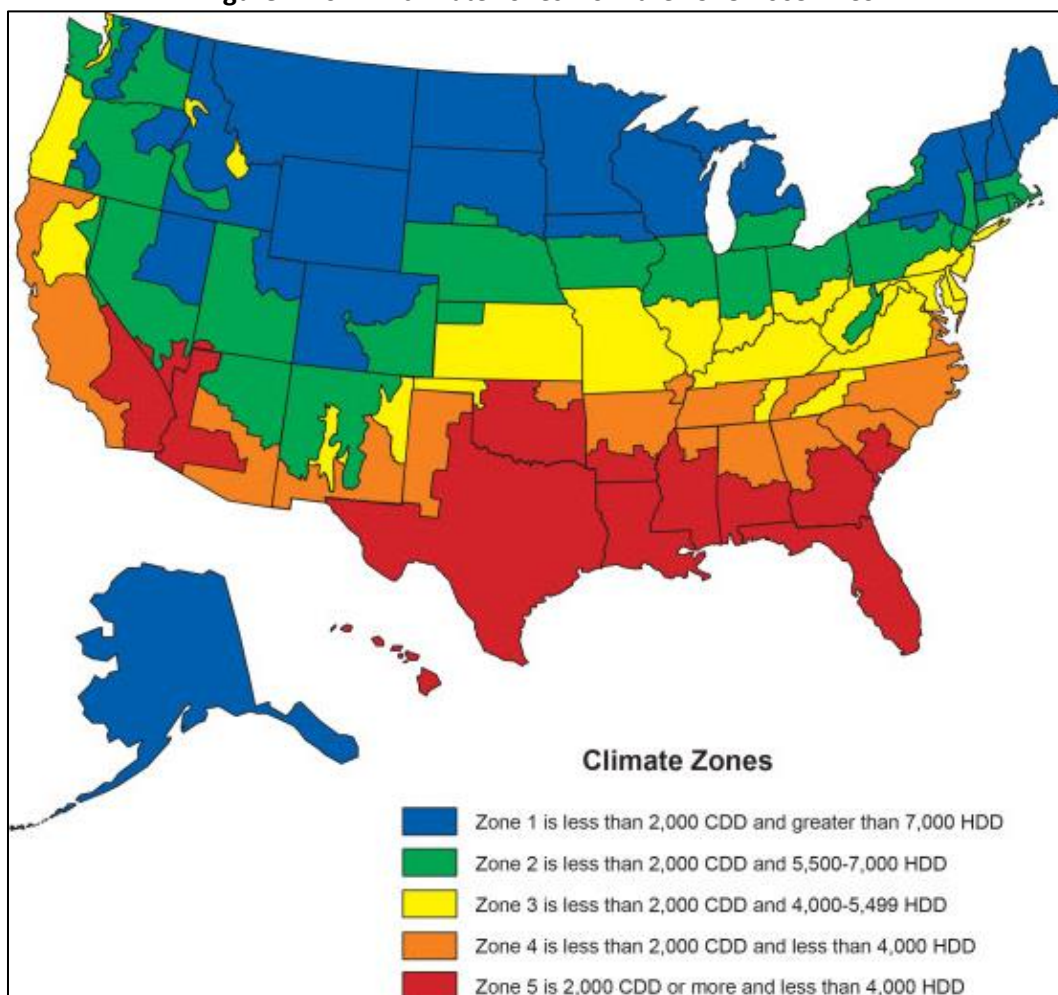 Climate Zones
Zone 1 is less than 2,000 CDD and greater than 7,000 HDD
Zone 2 is less than 2,000 CDD and 5,500-7,000 HDD
Zone 3 is less than 2,000 CDD and 4,000-5,499 HDD
Zone 4 is less than 2,000 CDD and less than 4,000 HDD
Zone 5 is 2,000 CDD or more and less than 4,000 HDD